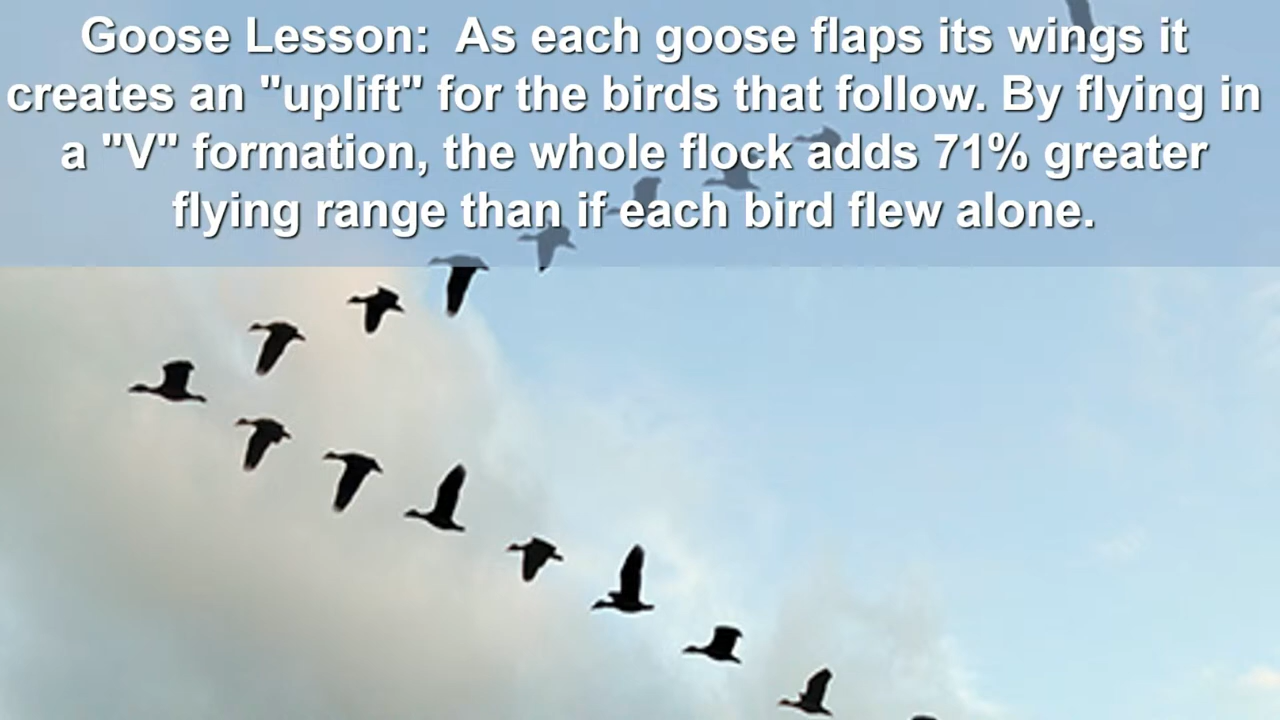 Goose Lesson:  As each goose flaps its wings it
creates an "uplift" for the birds that follow. By flying in
a "V" formation, the whole flock adds 71% greater
flying range than if each bird flew alone.